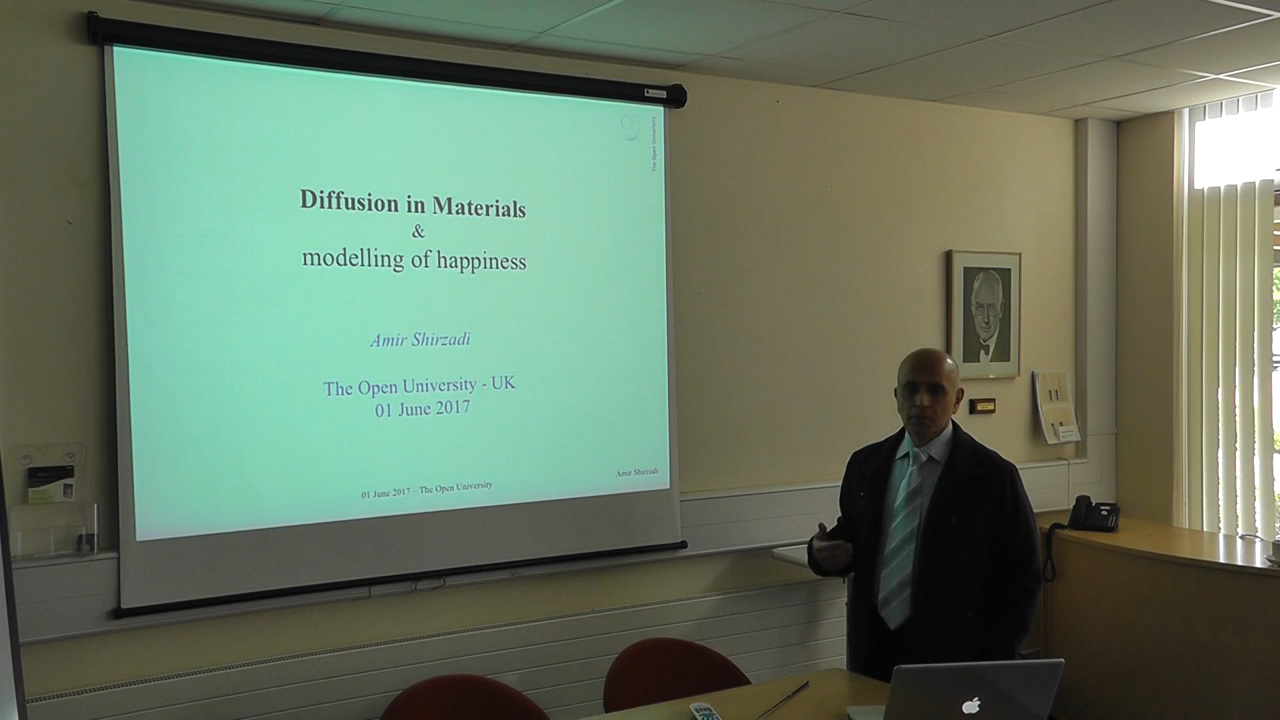 The Open University
Diffusion in Materials
&
modelling of happiness
Amir Shirzadi
The Open University - UK
01 June 2017
Amir Shirzadi
01 June 2017 – The Open University